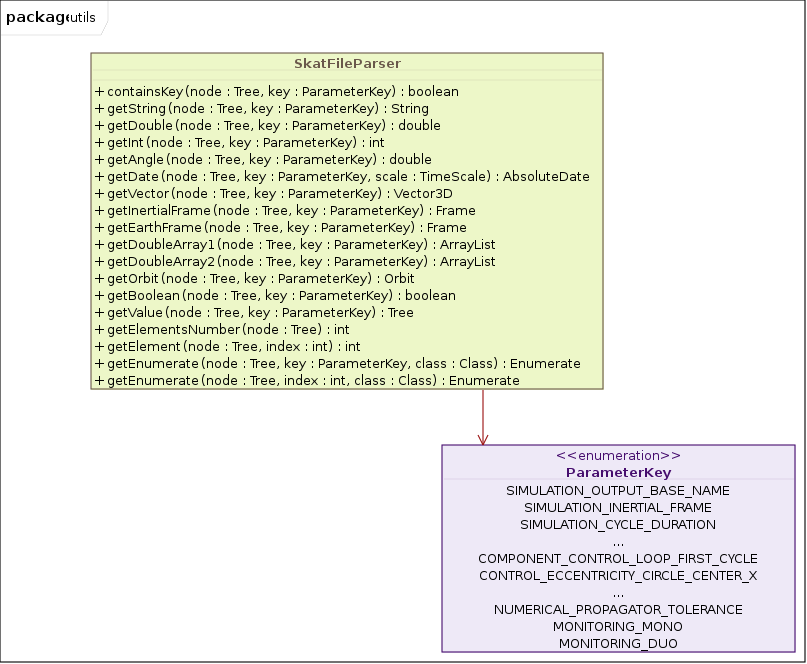 package utils
SkatFileParser
+ containsKey(node : Tree, key : ParameterKey) : boolean
+ getString(node : Tree, key : ParameterKey) : String
+ getDouble(node : Tree, key : ParameterKey) : double
+ getInt(node : Tree, key : ParameterKey) : int
+ getAngle(node : Tree, key : ParameterKey) : double
+ getDate(node : Tree, key : ParameterKey, scale : TimeScale) : AbsoluteDate
+ getVector(node : Tree, key : ParameterKey) : Vector3D
+ getInertialFrame(node : Tree, key : ParameterKey) : Frame
+ getEarthFrame(node : Tree, key : ParameterKey) : Frame
+ getDoubleArray1(node : Tree, key : ParameterKey) : ArrayList
+ getDoubleArray2(node : Tree, key : ParameterKey) : ArrayList
+ getOrbit(node : Tree, key : ParameterKey) : Orbit
+ getBoolean(node : Tree, key : ParameterKey) : boolean
+ getValue(node : Tree, key : ParameterKey) : Tree
+ getElementsNumber(node : Tree) : int
+ getElement(node : Tree, index : int) : int
+ getEnumerate(node : Tree, key : ParameterKey, class : Class) : Enumerate
+ getEnumerate(node : Tree, index : int, class : Class) : Enumerate
<<enumeration>>
ParameterKey
SIMULATION_OUTPUT_BASE_NAME
SIMULATION_INERTIAL_FRAME
SIMULATION_CYCLE_DURATION
...
COMPONENT_CONTROL_LOOP_FIRST_CYCLE
CONTROL_ECCENTRICITY_CIRCLE_CENTER_X
...
NUMERICAL_PROPAGATOR_TOLERANCE
MONITORING_MONO
MONITORING_DUO